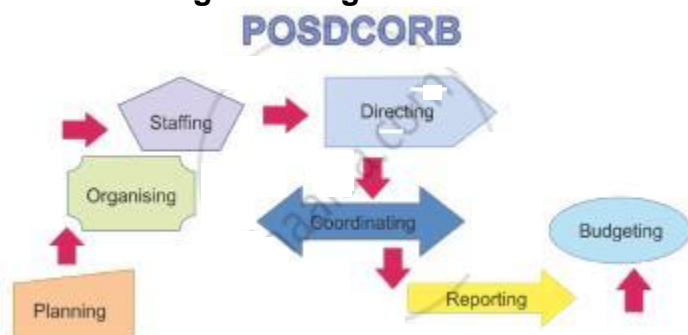 POSDCORB
Staffing
Directing
Organising
Coordinating
Budgeting
Reporting
Planning